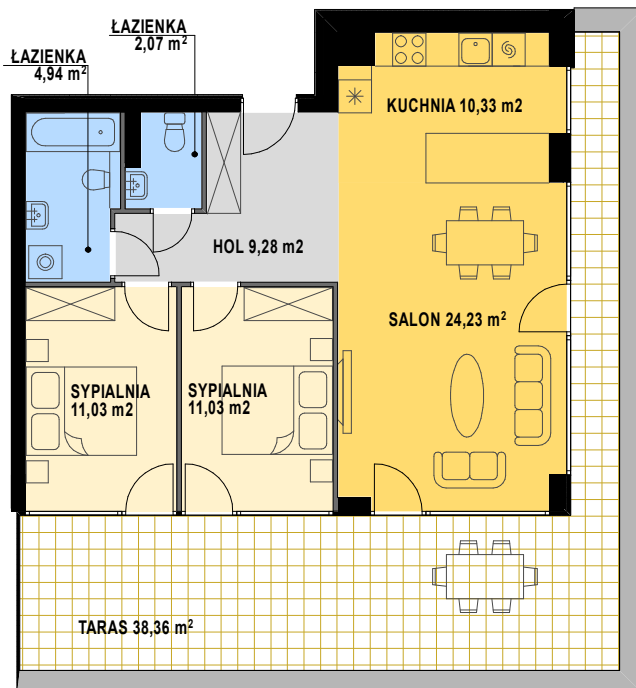 ŁAZIENKA
2,07 m²
ŁAZIENKA
4,94 m²
KUCHNIA 10,33 m2
HOL 9,28 m2
SALON 24,23 m²
SYPIALNIA
11,03 m2
SYPIALNIA
11,03 m2
TARAS 38,36 m²